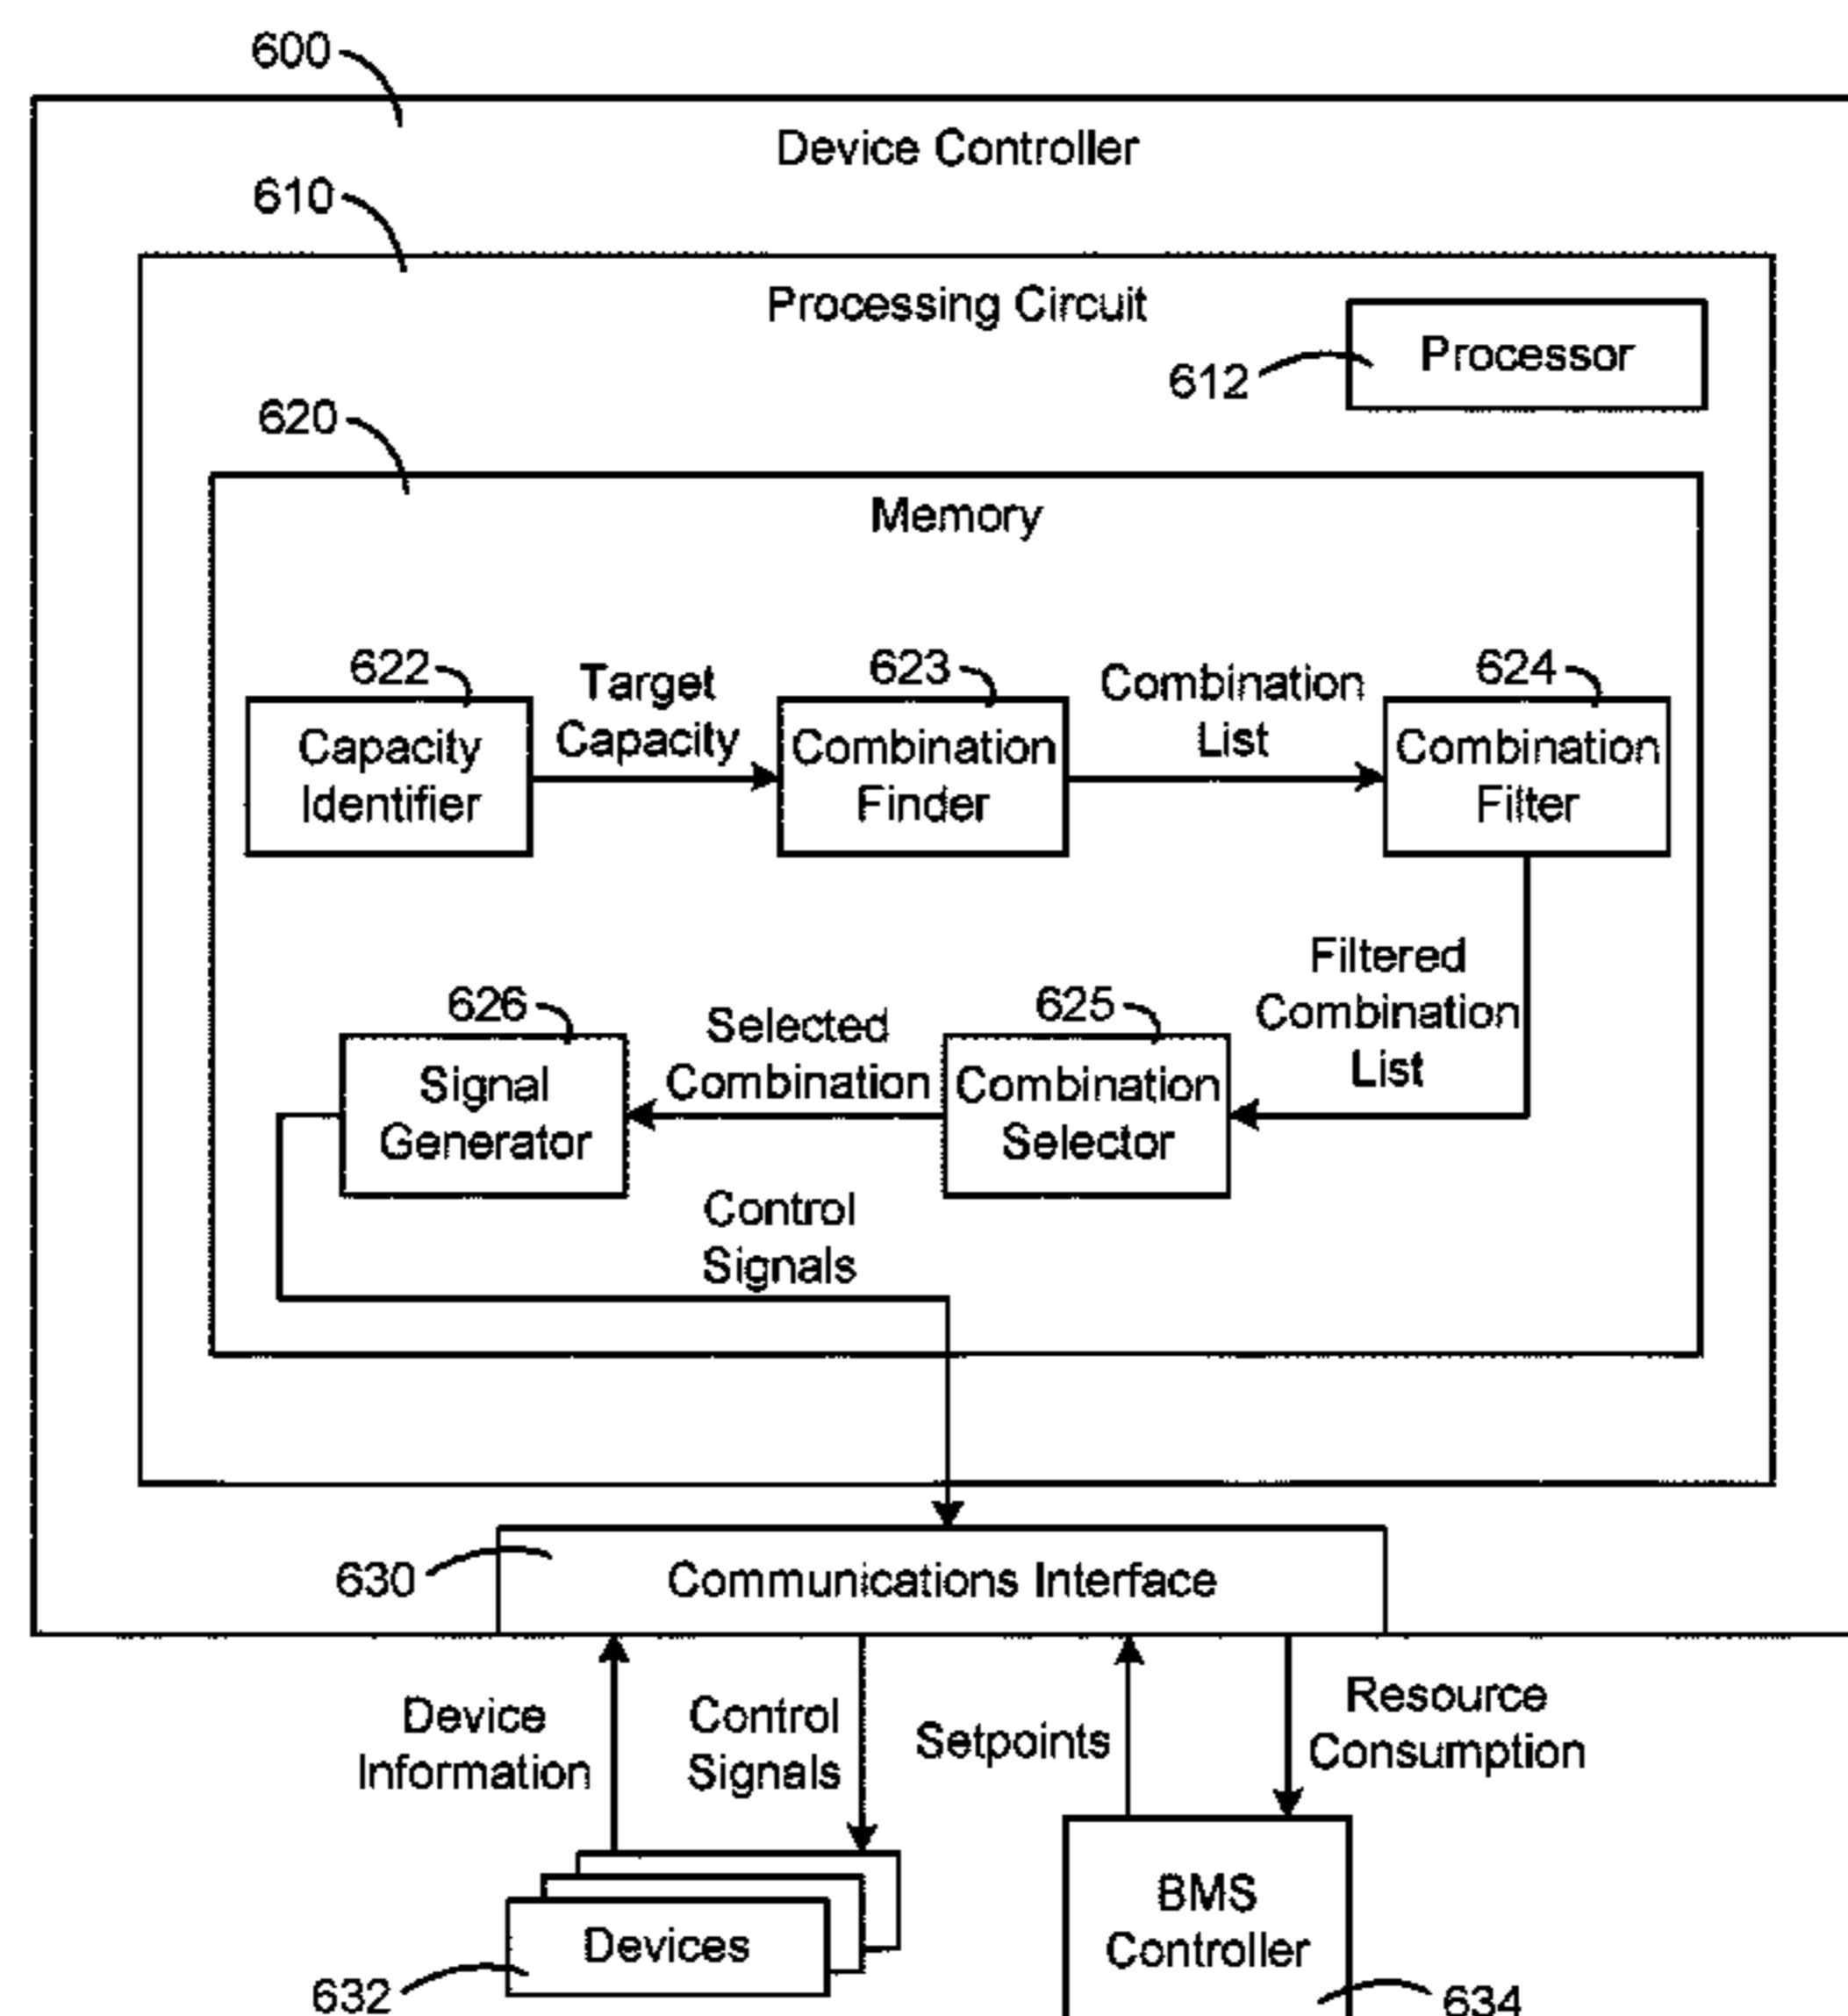 600
Device Controller
610
Processing Circuit
Processor
612
620
Memory
622
Target
Capacity
623
Combination
List
624
Capacity
Identifier
Combination
Finder
Combination
Filter
626
Selected
Combination
625
Filtered
Combination
List
Signal
Generator
Combination
Selector
Control
Signals
630
Communications Interface
Device
Information
Control
Signals
Setpoints
Resource
Consumption
Devices
632
BMS
Controller
634